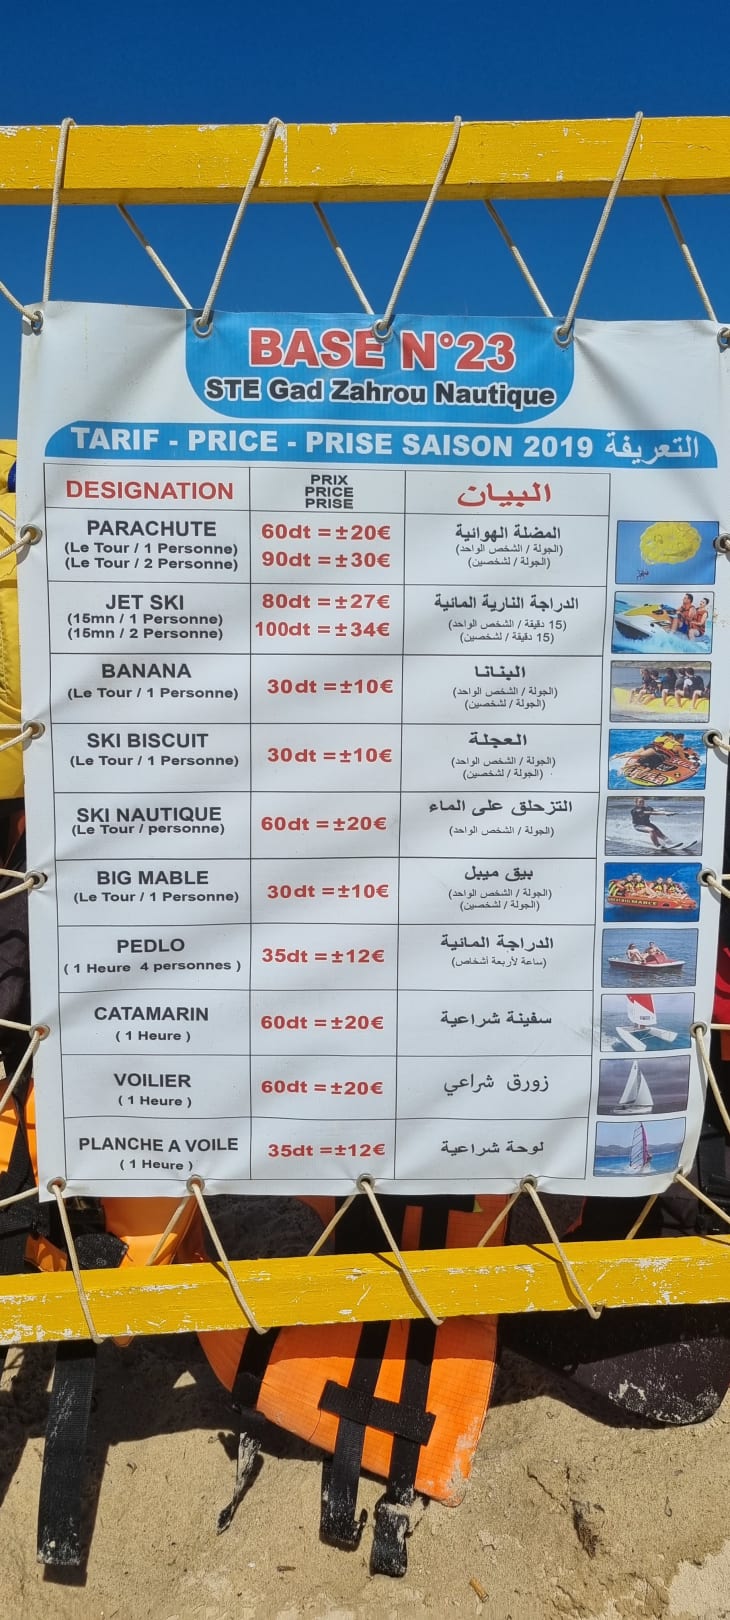 BASE N°23
STE Gad Zahrou Nautique
TARIF - PRICE - PRISE SAISON 2019 التعريفة
DESIGNATION
PRIX
PRICE
PRISE
البيان
PARACHUTE
(Le Tour / 1 Personne)
(Le Tour / 2 Personne)
60dt =±20€
90dt =±30€
المضلة الهوائية
(الجولة / الشخص الواحد)
(الجولة / لشخصين)
JET SKI
(15mn / 1 Personne)
(15mn / 2 Personne)
80dt =±27€
100dt =±34€
الدراجة النارية المائية
(15 دقيقة / الشخص الواحد)
(15 دقيقة / لشخصين)
BANANA
(Le Tour / 1 Personne)
30dt =±10€
البنانا
(الجولة / الشخص الواحد)
(الجولة / لشخصين)
SKI BISCUIT
(Le Tour / 1 Personne)
30dt =±10€
العجلة
(الجولة / الشخص الواحد)
(الجولة / لشخصين)
SKI NAUTIQUE
(Le Tour / personne)
60dt =±20€
التزحلق على الماء
(الجولة / الشخص الواحد)
BIG MABLE
(Le Tour / 1 Personne)
30dt =±10€
بيق ميبل
(الجولة / الشخص الواحد)
(الجولة / لشخصين)
PEDLO
( 1 Heure 4 personnes )
35dt =±12€
الدراجة المائية
(ساعة لأربعة أشخاص)
CATAMARIN
( 1 Heure )
60dt =±20€
سفينة شراعية
VOILIER
( 1 Heure )
60dt =±20€
زورق شراعي
PLANCHE A VOILE
( 1 Heure )
35dt =±12€
لوحة شراعية